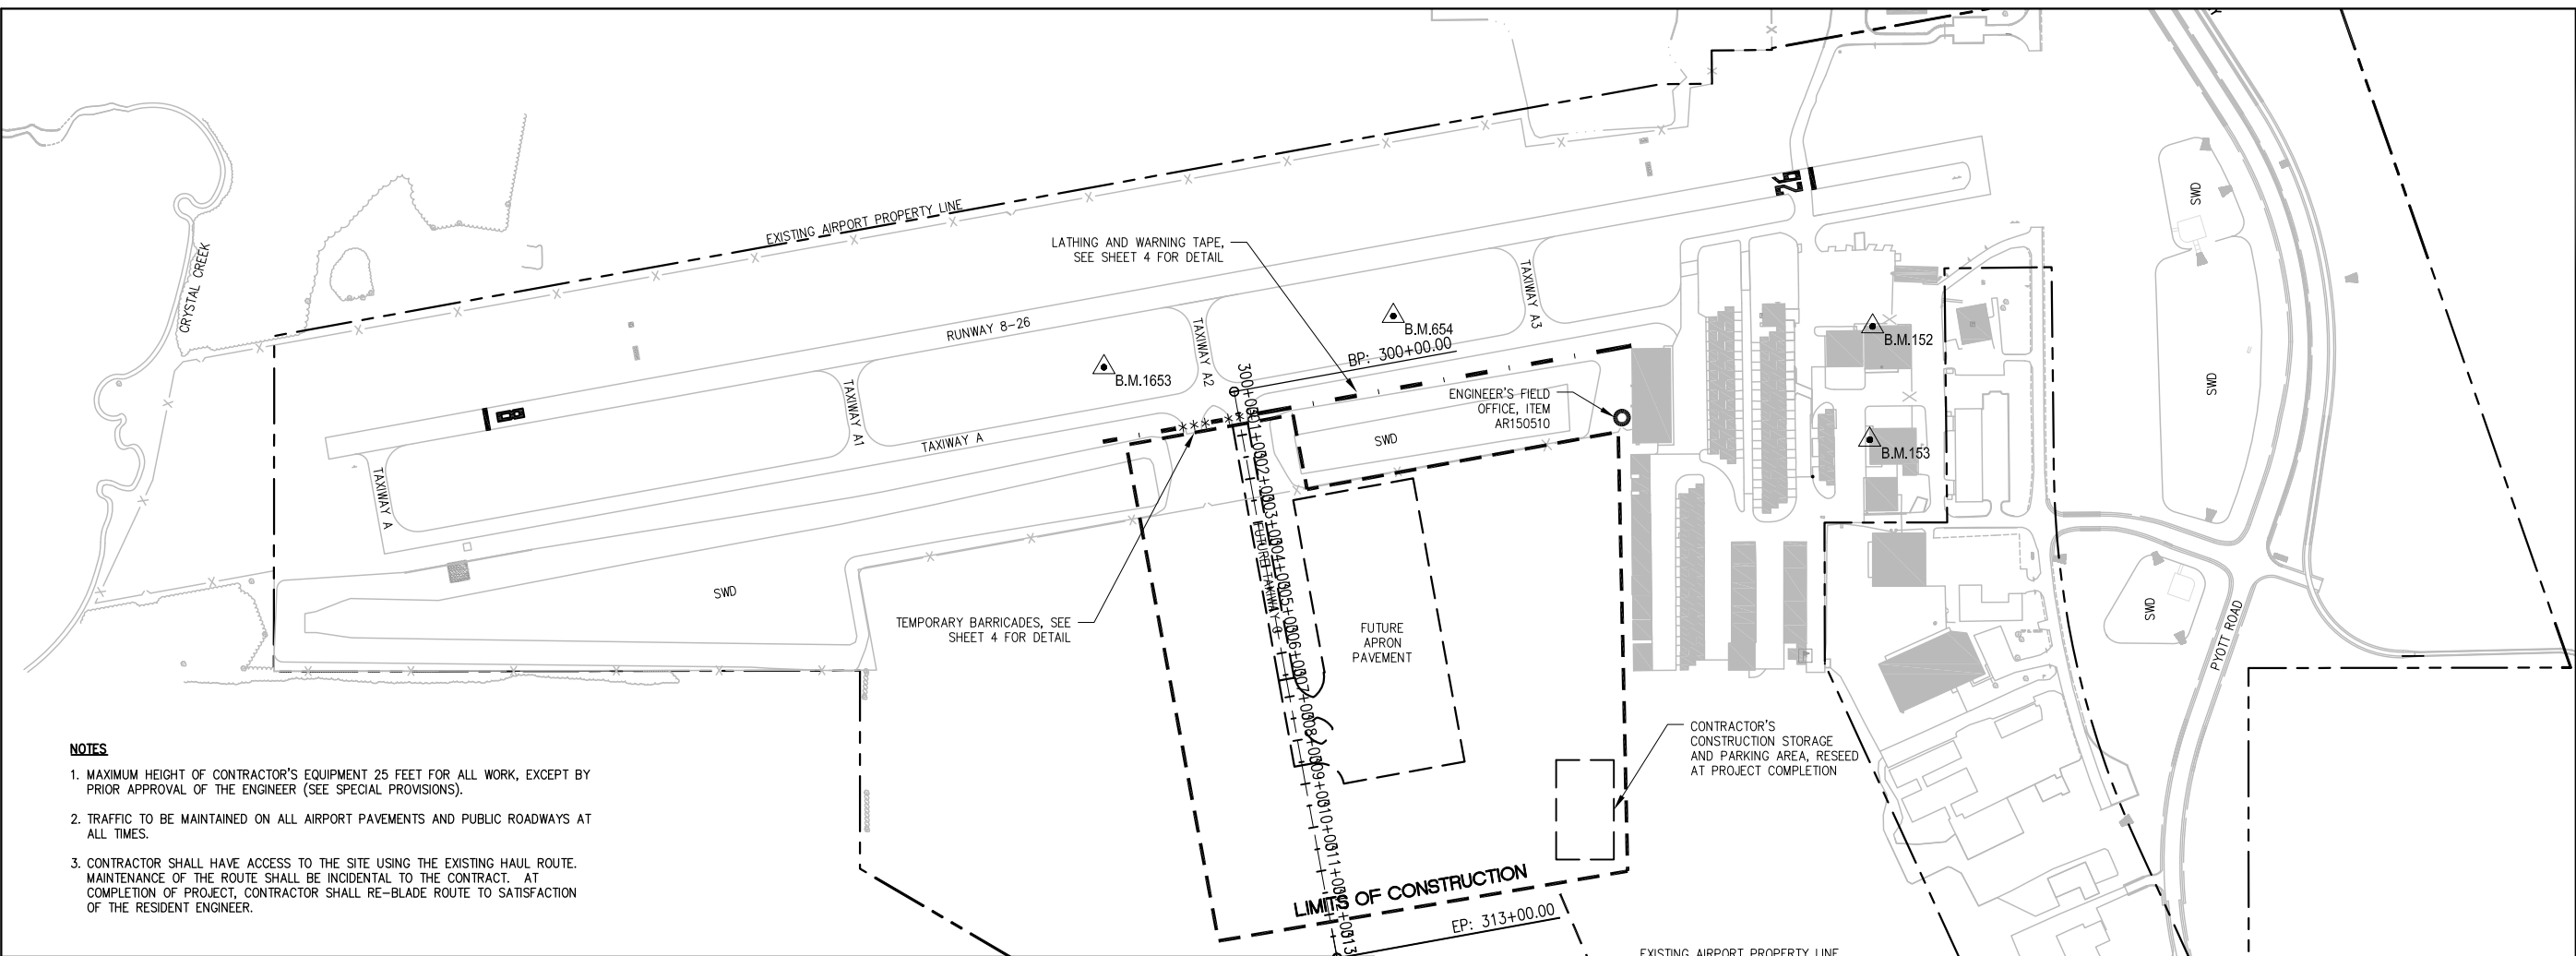 EXISTING AIRPORT PROPERTY LINE
CRYSTAL CREEK
LATHING AND WARNING TAPE,
SEE SHEET 4 FOR DETAIL
26
SWD
TAXIWAY A3
B.M.654
B.M.152
RUNWAY 8-26
TAXIWAY A2
BP: 300+00.00
B.M.1653
8
TAXIWAY A1
ENGINEER'S FIELD
OFFICE, ITEM
AR150510
SWD
TAXIWAY A
SWD
B.M.153
TAXIWAY A
SWD
SWD
PYOTT ROAD
TEMPORARY BARRICADES, SEE
SHEET 4 FOR DETAIL
FUTURE
APRON
PAVEMENT
CONTRACTOR'S
CONSTRUCTION STORAGE
AND PARKING AREA, RESEED
AT PROJECT COMPLETION
NOTES
1. MAXIMUM HEIGHT OF CONTRACTOR'S EQUIPMENT 25 FEET FOR ALL WORK, EXCEPT BY
PRIOR APPROVAL OF THE ENGINEER (SEE SPECIAL PROVISIONS).
2. TRAFFIC TO BE MAINTAINED ON ALL AIRPORT PAVEMENTS AND PUBLIC ROADWAYS AT
ALL TIMES.
3. CONTRACTOR SHALL HAVE ACCESS TO THE SITE USING THE EXISTING HAUL ROUTE.
MAINTENANCE OF THE ROUTE SHALL BE INCIDENTAL TO THE CONTRACT. AT
COMPLETION OF PROJECT, CONTRACTOR SHALL RE-BLADE ROUTE TO SATISFACTION
OF THE RESIDENT ENGINEER.
LIMITS OF CONSTRUCTION
EP: 313+00.00
EXISTING AIRPORT PROPERTY LINE